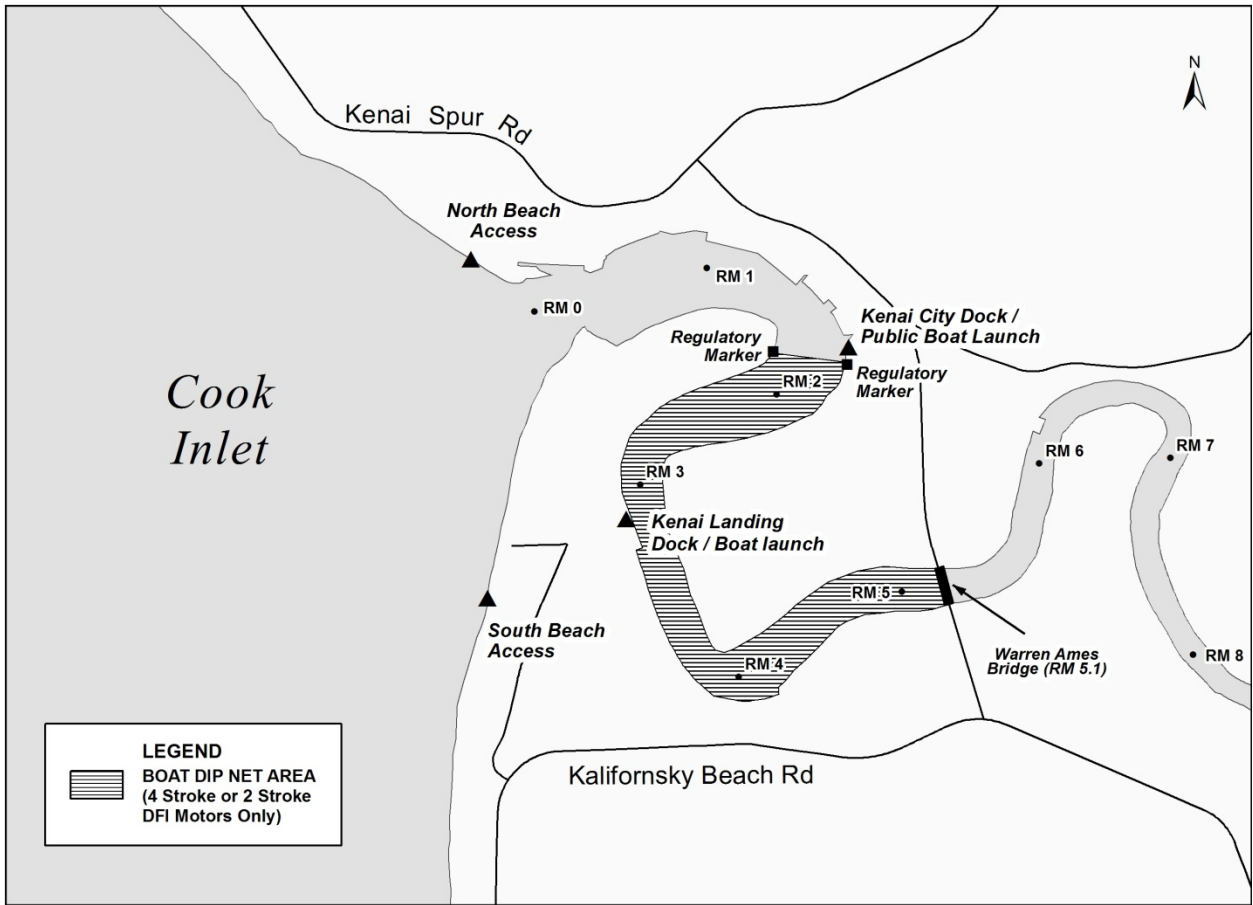 N
Kenai Spur Rd
North Beach
Access
RM 1
RM 0
Kenai City Dock /
Public Boat Launch
Regulatory
Marker
Regulatory
Marker
RM 2
Cook
Inlet
RM 6
RM 7
RM 3
Kenai Landing
Dock / Boat launch
RM 5
South Beach
Access
Warren Ames
Bridge (RM 5.1)
RM 4
RM 8
LEGEND
BOAT DIP NET AREA
(4 Stroke or 2 Stroke
DFI Motors Only)
Kalifornsky Beach Rd